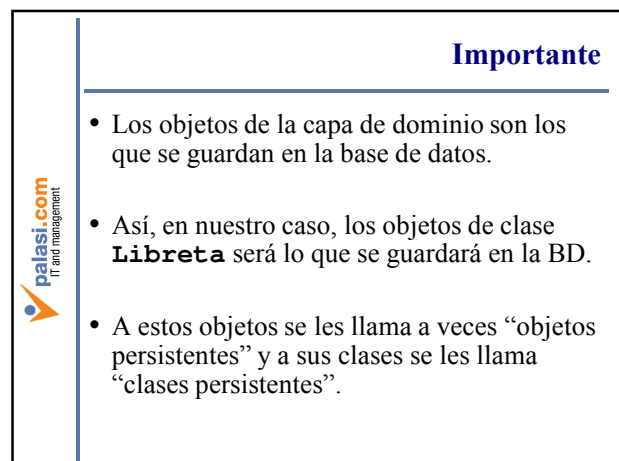 Importante
• Los objetos de la capa de dominio son los
que se guardan en la base de datos.
• Así, en nuestro caso, los objetos de clase
Libreta será lo que se guardará en la BD.
• A estos objetos se les llama a veces “objetos
persistentes” y a sus clases se les llama
“clases persistentes”.
palasi.com
IT and management